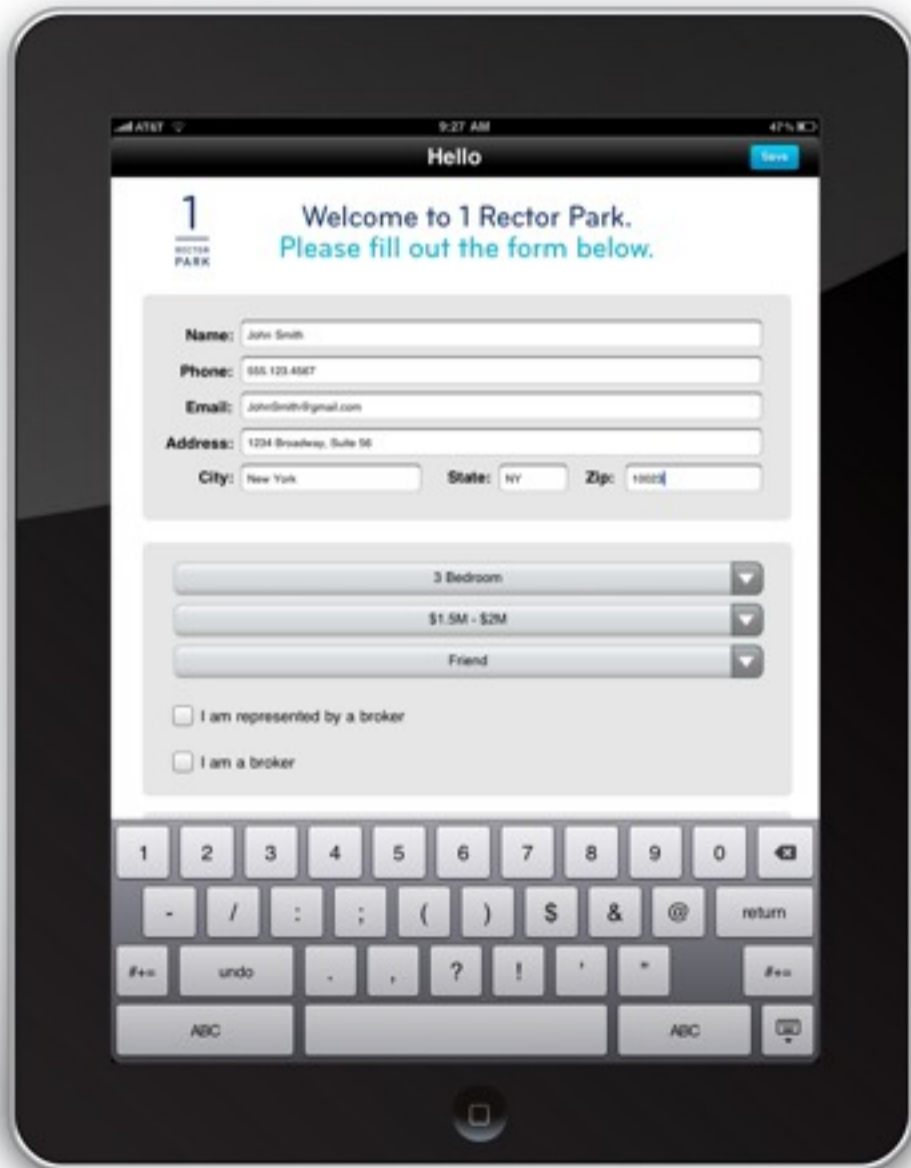 AT&T 9:27 AM 47%
Hello Save
1
RECTOR
PARK
Welcome to 1 Rector Park.
Please fill out the form below.
Name: John Smith
Phone: 555.123.4567
Email: JohnSmith@gmail.com
Address: 1234 Broadway, Suite 56
City: New York State: NY Zip: 10023
3 Bedroom
$1.5M - $2M
Friend
I am represented by a broker
I am a broker
1 2 3 4 5 6 7 8 9 0
- / : ; ( ) $ & @ return
#+= undo . , ? ! ' " #+=
ABC ABC